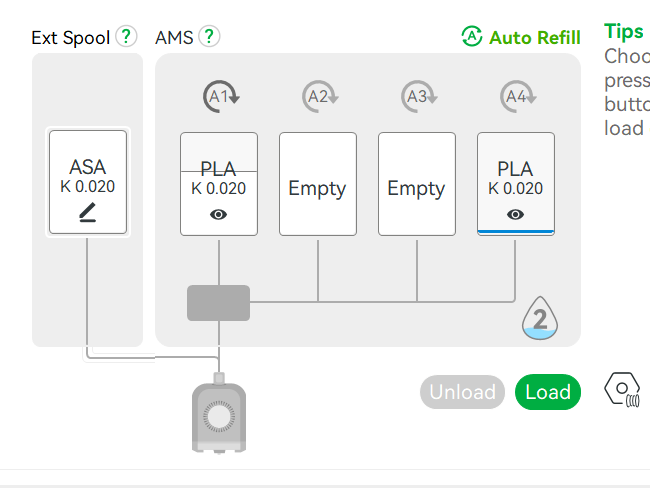 Ext Spool ?
AMS ?
Auto Refill
Tips
Choo
press
butto
load
A1
A2
A3
A4
ASA
K 0.020
PLA
K 0.020
Empty
Empty
PLA
K 0.020
2
Unload
Load